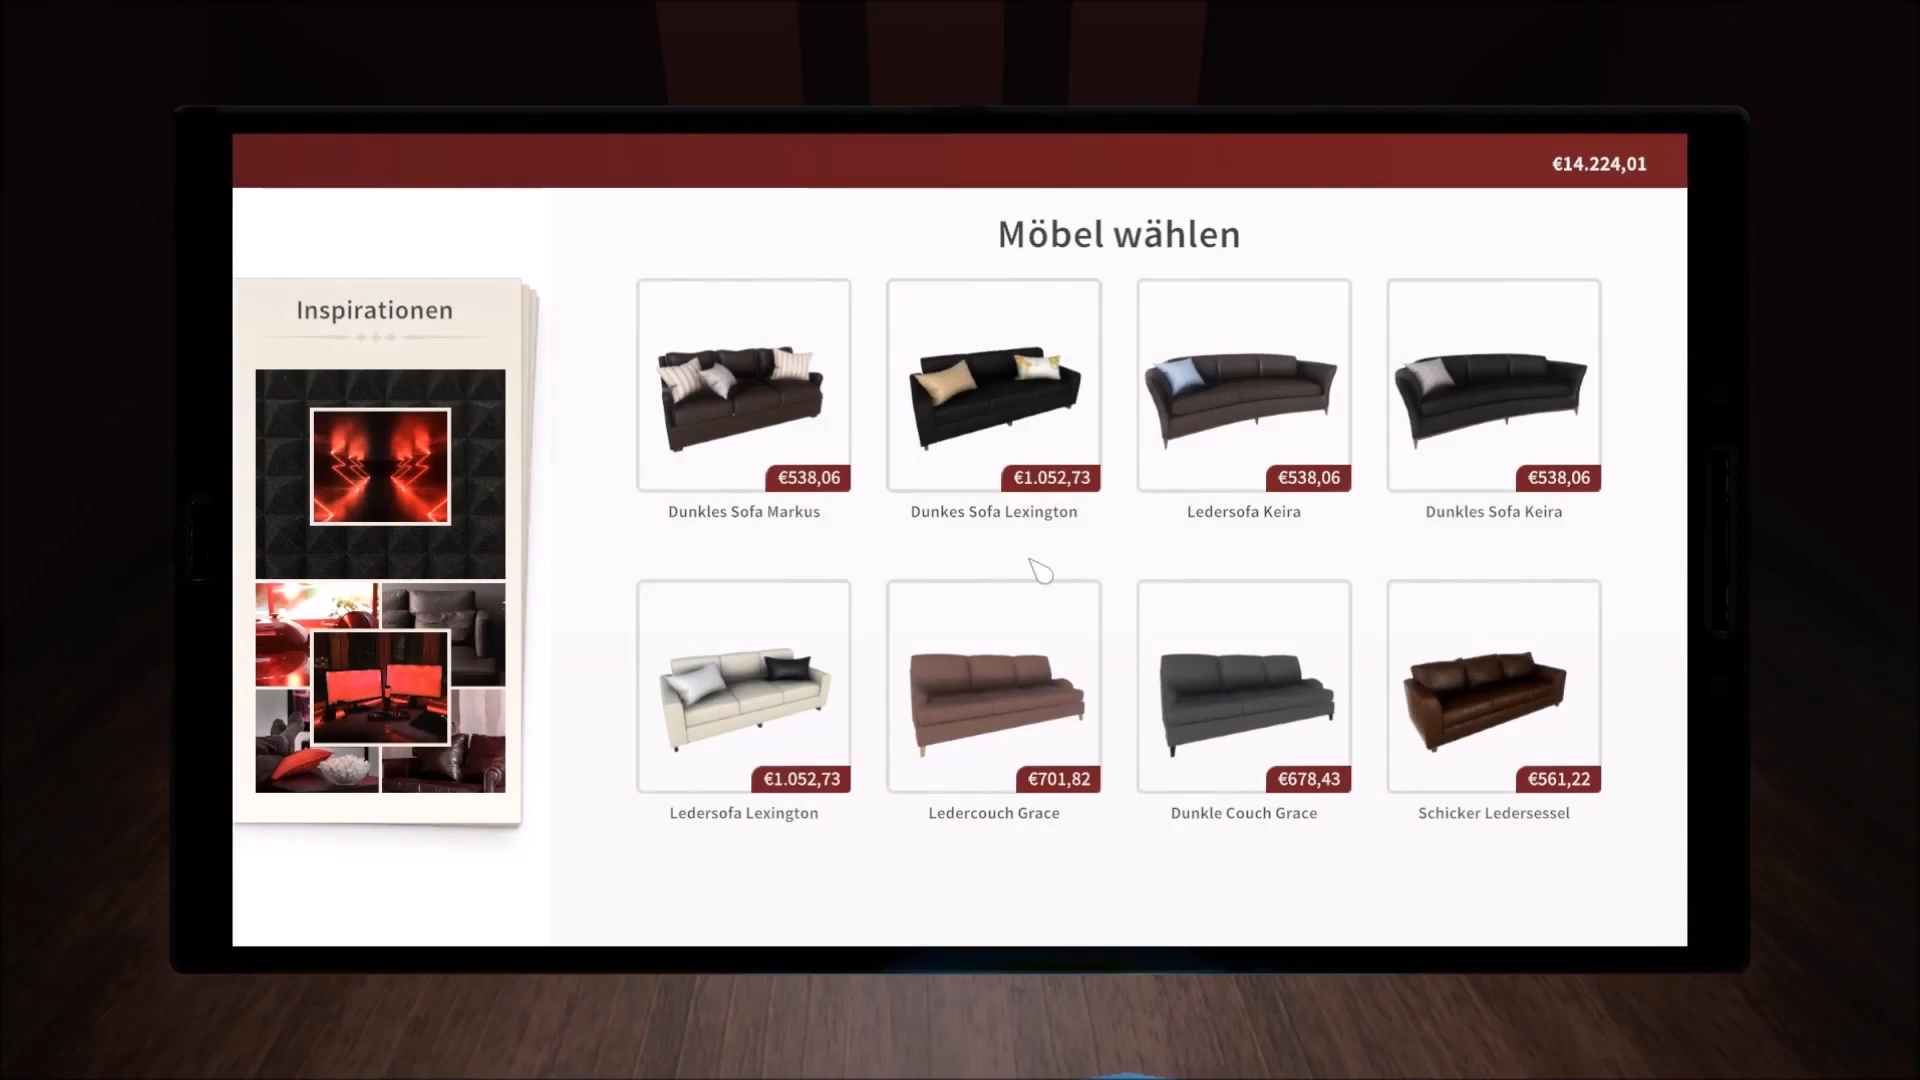 €14.224,01
Möbel wählen
Inspirationen
€538,06
€1.052,73
€538,06
€538,06
Dunkles Sofa Markus
Dunkes Sofa Lexington
Ledersofa Keira
Dunkles Sofa Keira
€1.052,73
€701,82
€678,43
€561,22
Ledersofa Lexington
Ledercouch Grace
Dunkle Couch Grace
Schicker Ledersessel